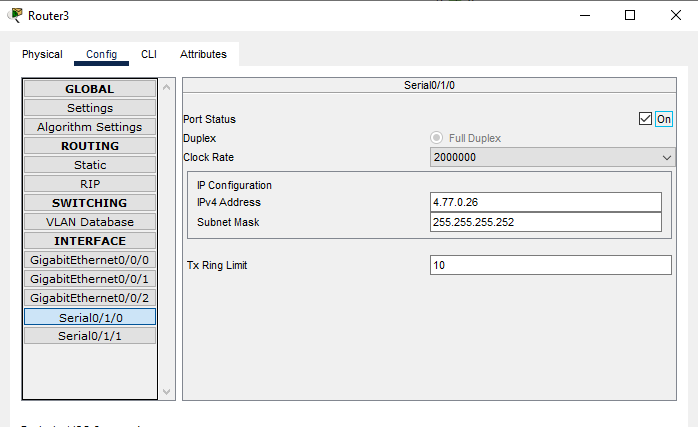 Router3
Physical Config CLI Attributes
GLOBAL
Settings
Algorithm Settings
ROUTING
Static
RIP
SWITCHING
VLAN Database
INTERFACE
GigabitEthernet0/0/0
GigabitEthernet0/0/1
GigabitEthernet0/0/2
Serial0/1/0
Serial0/1/1
Serial0/1/0
Port Status On
Duplex Full Duplex
Clock Rate 2000000
IP Configuration
IPv4 Address 4.77.0.26
Subnet Mask 255.255.255.252
Tx Ring Limit 10